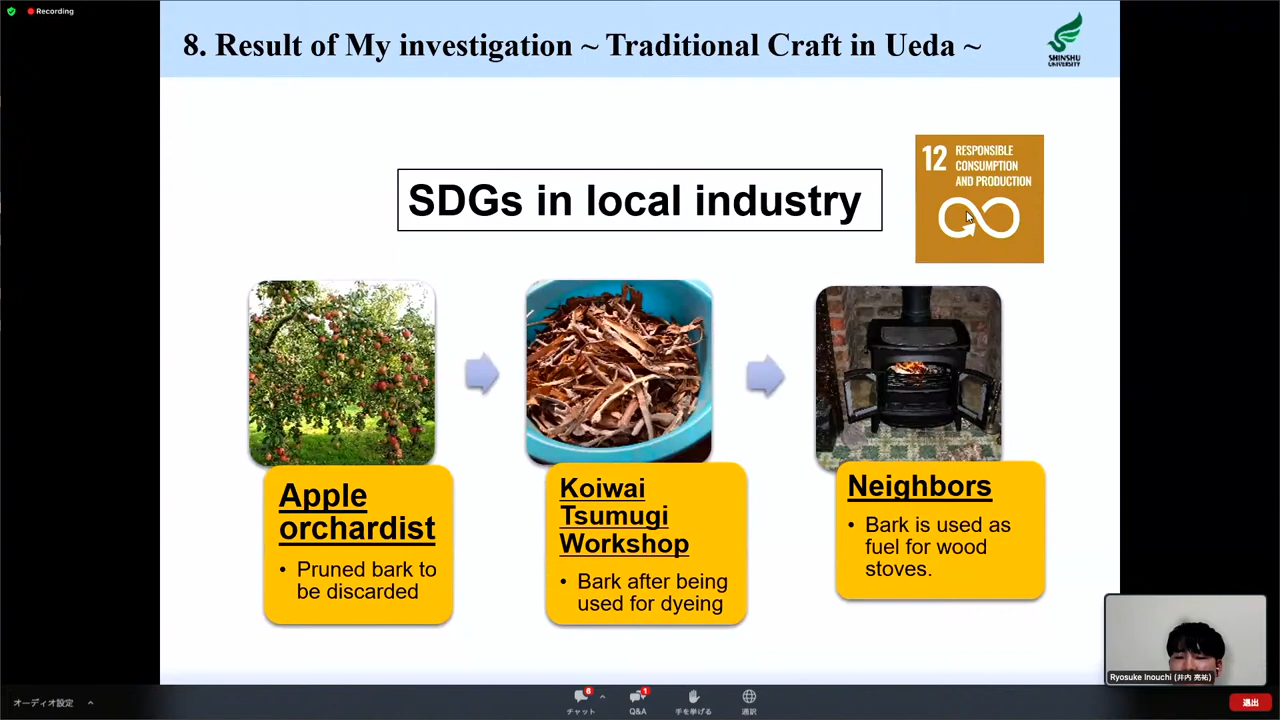 Recording
8. Result of My investigation ~ Traditional Craft in Ueda ~
SHINSHU
UNIVERSITY
SDGs in local industry
12 RESPONSIBLE
CONSUMPTION
AND PRODUCTION
Apple
orchardist
• Pruned bark to
be discarded
Koiwai
Tsumugi
Workshop
• Bark after being
used for dyeing
Neighbors
• Bark is used as
fuel for wood
stoves.
Ryosuke Inouchi (井内 亮祐)
オーディオ設定
6
チャット
1
Q&A
手を挙げる
通訳
退出